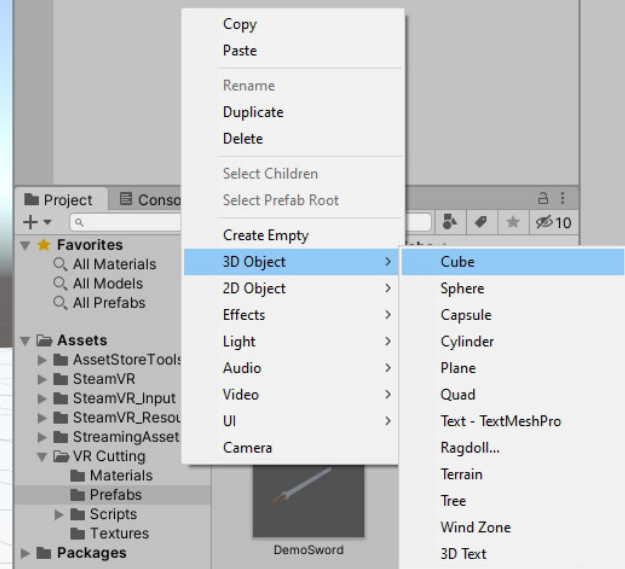 Copy
Paste
Rename
Duplicate
Delete
Select Children
Select Prefab Root
Create Empty
3D Object
2D Object
Effects
Light
Audio
Video
UI
Camera
Cube
Sphere
Capsule
Cylinder
Plane
Quad
Text - TextMeshPro
Ragdoll...
Terrain
Tree
Wind Zone
3D Text
Project
Conso
10
Favorites
All Materials
All Models
All Prefabs
Assets
AssetStoreTools
SteamVR
SteamVR_Input
SteamVR_Resou
StreamingAsset
VR Cutting
Materials
Prefabs
Scripts
Textures
Packages
DemoSword